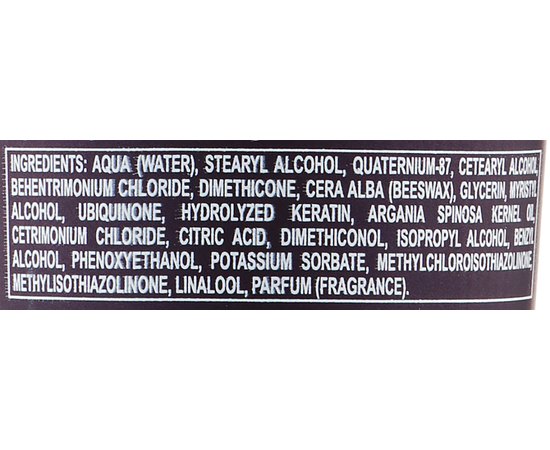 INGREDIENTS: AQUA (WATER), STEARYL ALCOHOL, QUATERNIUM-87, CETEARYL ALCOHOL,
BEHENTRIMONIUM CHLORIDE, DIMETHICONE, CERA ALBA (BEESWAX), GLYCERIN, MYRISTYL
ALCOHOL, UBIQUINONE, HYDROLYZED KERATIN, ARGANIA SPINOSA KERNEL OIL,
CETRIMONIUM CHLORIDE, CITRIC ACID, DIMETHICONOL, ISOPROPYL ALCOHOL, BENZYL
ALCOHOL, PHENOXYETHANOL, POTASSIUM SORBATE, METHYLCHLOROISOTHIAZOLINONE,
METHYLISOTHIAZOLINONE, LINALOOL, PARFUM (FRAGRANCE).